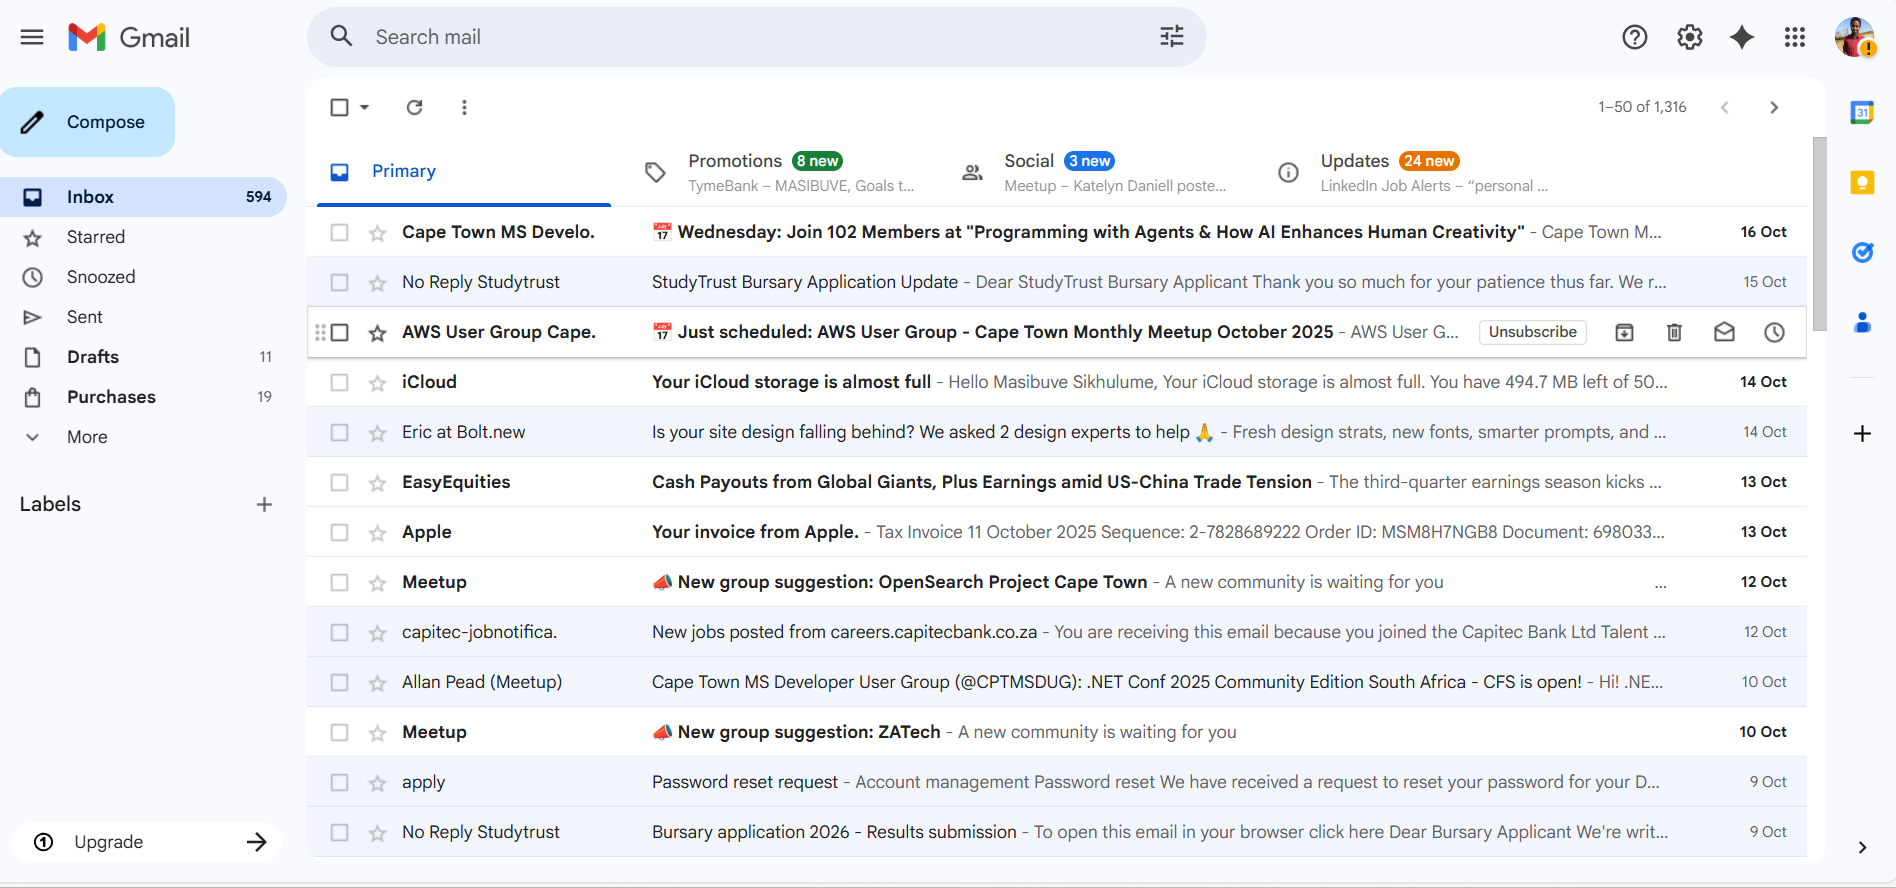 Gmail
Search mail
Compose
Inbox 594
Starred
Snoozed
Sent
Drafts 11
Purchases 19
More
Labels
Upgrade
1–50 of 1,316
Primary
Promotions 8 new
TymeBank – MASIBUVE, Goals t...
Social 3 new
Meetup – Katelyn Daniell poste...
Updates 24 new
LinkedIn Job Alerts – “personal ...
Cape Town MS Develo. 📅 Wednesday: Join 102 Members at "Programming with Agents & How AI Enhances Human Creativity" - Cape Town M... 16 Oct
No Reply Studytrust StudyTrust Bursary Application Update - Dear StudyTrust Bursary Applicant Thank you so much for your patience thus far. We r... 15 Oct
AWS User Group Cape. 📅 Just scheduled: AWS User Group - Cape Town Monthly Meetup October 2025 - AWS User G... Unsubscribe
iCloud Your iCloud storage is almost full - Hello Masibuve Sikhulume, Your iCloud storage is almost full. You have 494.7 MB left of 50... 14 Oct
Eric at Bolt.new Is your site design falling behind? We asked 2 design experts to help 🙏 - Fresh design strats, new fonts, smarter prompts, and ... 14 Oct
EasyEquities Cash Payouts from Global Giants, Plus Earnings amid US-China Trade Tension - The third-quarter earnings season kicks ... 13 Oct
Apple Your invoice from Apple. - Tax Invoice 11 October 2025 Sequence: 2-7828689222 Order ID: MSM8H7NGB8 Document: 698033... 13 Oct
Meetup 📣 New group suggestion: OpenSearch Project Cape Town - A new community is waiting for you ... 12 Oct
capitec-jobnotifica. New jobs posted from careers.capitecbank.co.za - You are receiving this email because you joined the Capitec Bank Ltd Talent ... 12 Oct
Allan Pead (Meetup) Cape Town MS Developer User Group (@CPTMSDUG): .NET Conf 2025 Community Edition South Africa - CFS is open! - Hi! .NE... 10 Oct
Meetup 📣 New group suggestion: ZATech - A new community is waiting for you 10 Oct
apply Password reset request - Account management Password reset We have received a request to reset your password for your D... 9 Oct
No Reply Studytrust Bursary application 2026 - Results submission - To open this email in your browser click here Dear Bursary Applicant We're writ... 9 Oct
31